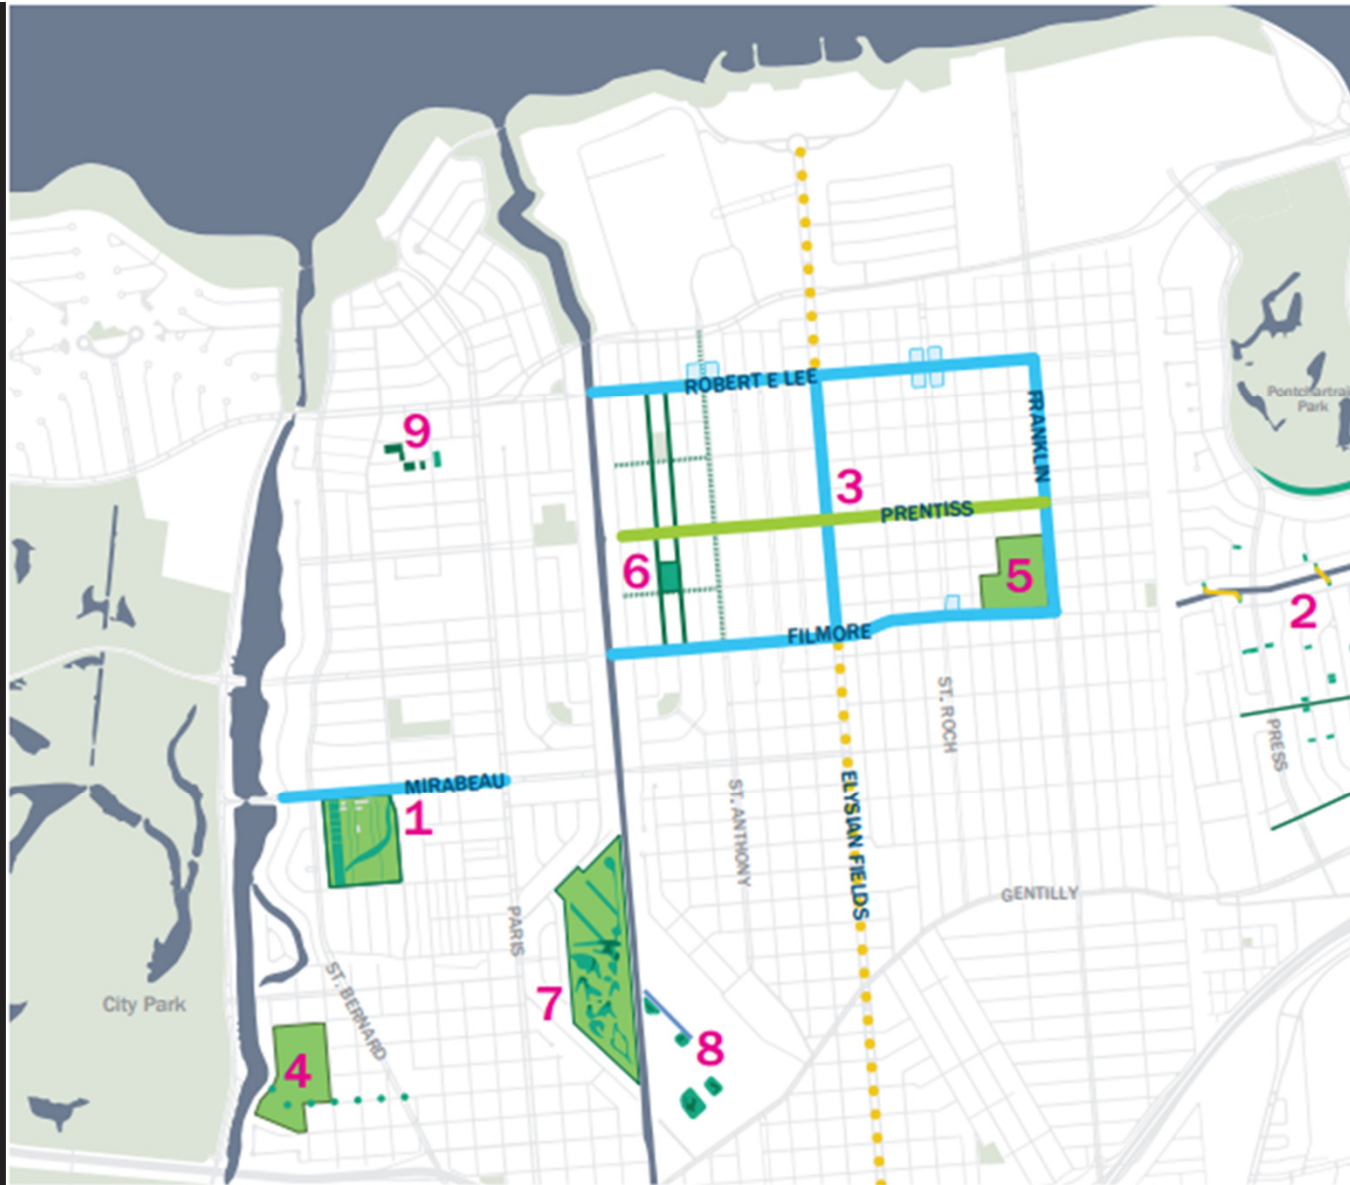 ROBERT E LEE
FRANKLIN
Pontchartrai
Park
9
3
PRENTISS
6
5
2
FILMORE
ST. ROCH
PRESS
MIRABEAU
1
ST. ANTHONY
ELYSIAN FIELDS
GENTILLY
PARIS
City Park
ST. BERNARD
7
8
4